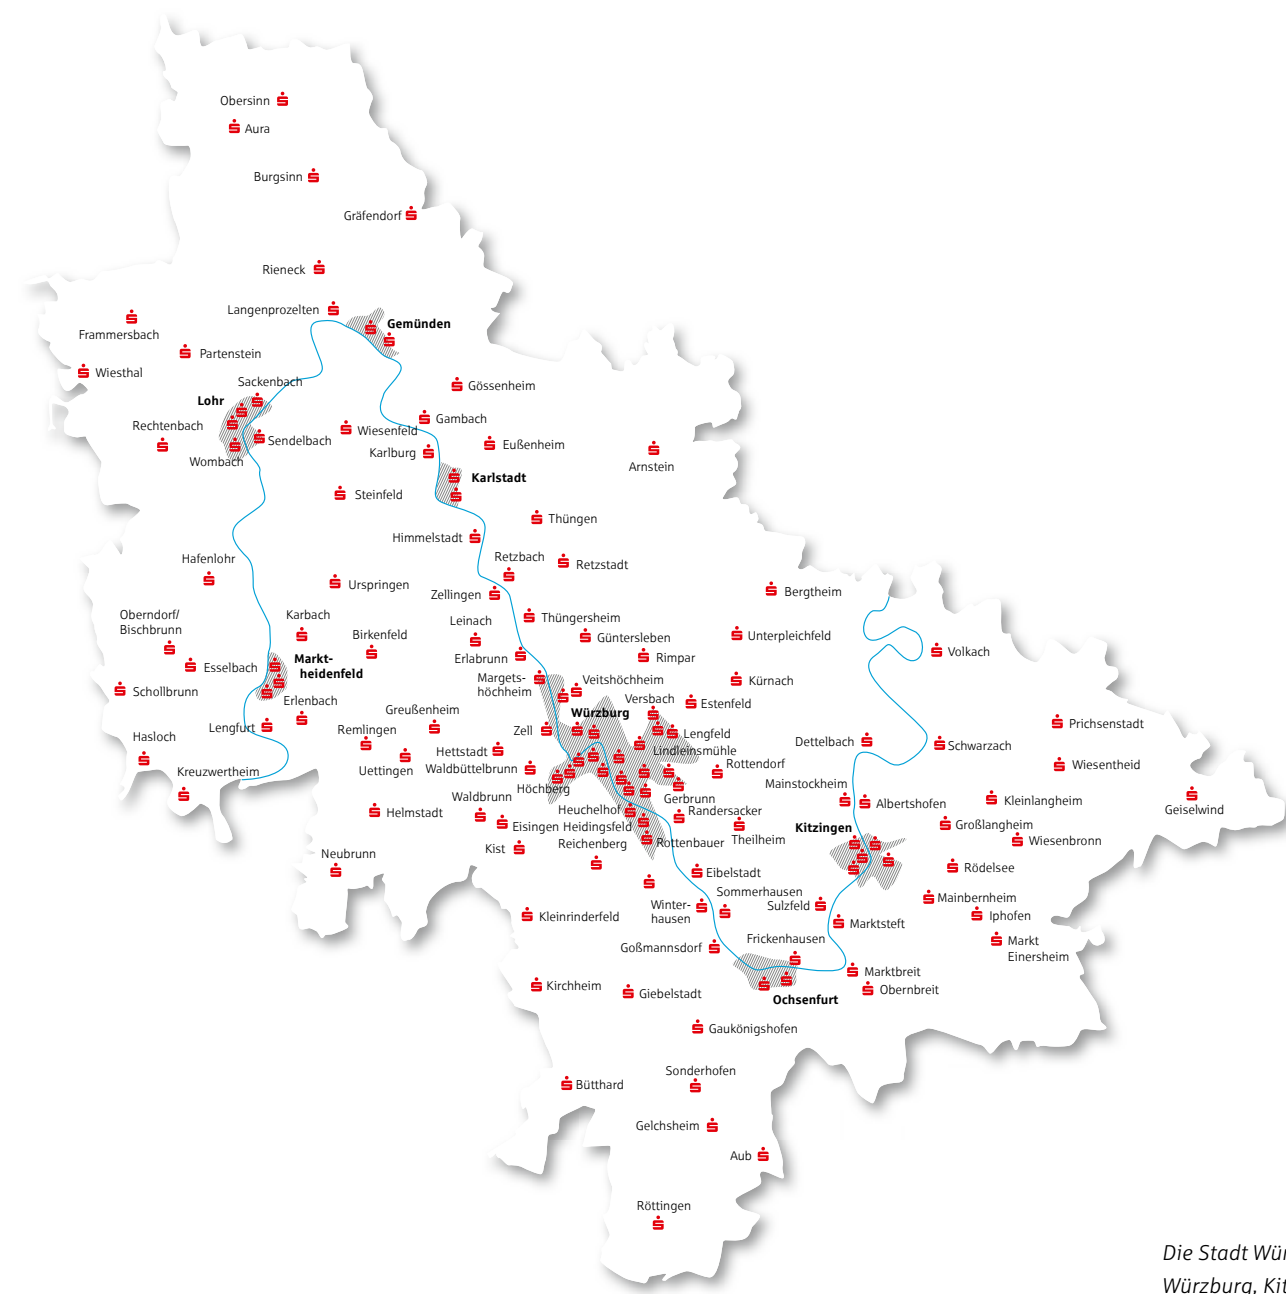 Obersinn
Aura
Burgsinn
Gräfendorf
Rieneck
Langenprozelten
Gemünden
Frammersbach
Partenstein
Wiesthal
Sackenbach
Gössenheim
Lohr
Gambach
Rechtenbach
Wiesenfeld
Sendelbach
Eußenheim
Karlburg
Wombach
Arnstein
Karlstadt
Steinfeld
Thüngen
Himmelstadt
Retzbach
Retzstadt
Hafenlohr
Urspringen
Zellingen
Bergtheim
Oberndorf/
Bischbrunn
Karbach
Leinach
Thüngersheim
Birkenfeld
Güntersleben
Unterpleichfeld
Volkach
Esselbach
Markt-
heidenfeld
Erlabrunn
Rimpar
Margets-
höchheim
Veitshöchheim
Kürnach
Schollbrunn
Erlenbach
Versbach
Estenfeld
Greußenheim
Würzburg
Lengfurt
Remlingen
Zell
Lengfeld
Prichsenstadt
Hasloch
Hettstadt
Lindleinsmühle
Dettelbach
Schwarzach
Kreuzwertheim
Uettingen
Waldbüttelbrunn
Rottendorf
Wiesentheid
Höchberg
Mainstockheim
Waldbrunn
Gerbrunn
Albertshofen
Kleinlangheim
Geiselwind
Helmstadt
Heuchelhof
Randersacker
Eisingen
Heidingsfeld
Kitzingen
Großlangheim
Reichenberg
Rottenbauer
Theilheim
Wiesenbronn
Kist
Neubrunn
Eibelstadt
Rödelsee
Sommerhausen
Winter-
hausen
Sulzfeld
Mainbernheim
Kleinrinderfeld
Marktsteft
Iphofen
Goßmannsdorf
Frickenhausen
Markt
Einersheim
Marktbreit
Kirchheim
Giebelstadt
Ochsenfurt
Obernbreit
Gaukönigshofen
Sonderhofen
Bütthard
Gelchsheim
Aub
Röttingen
Die Stadt Wür
Würzburg, Kit